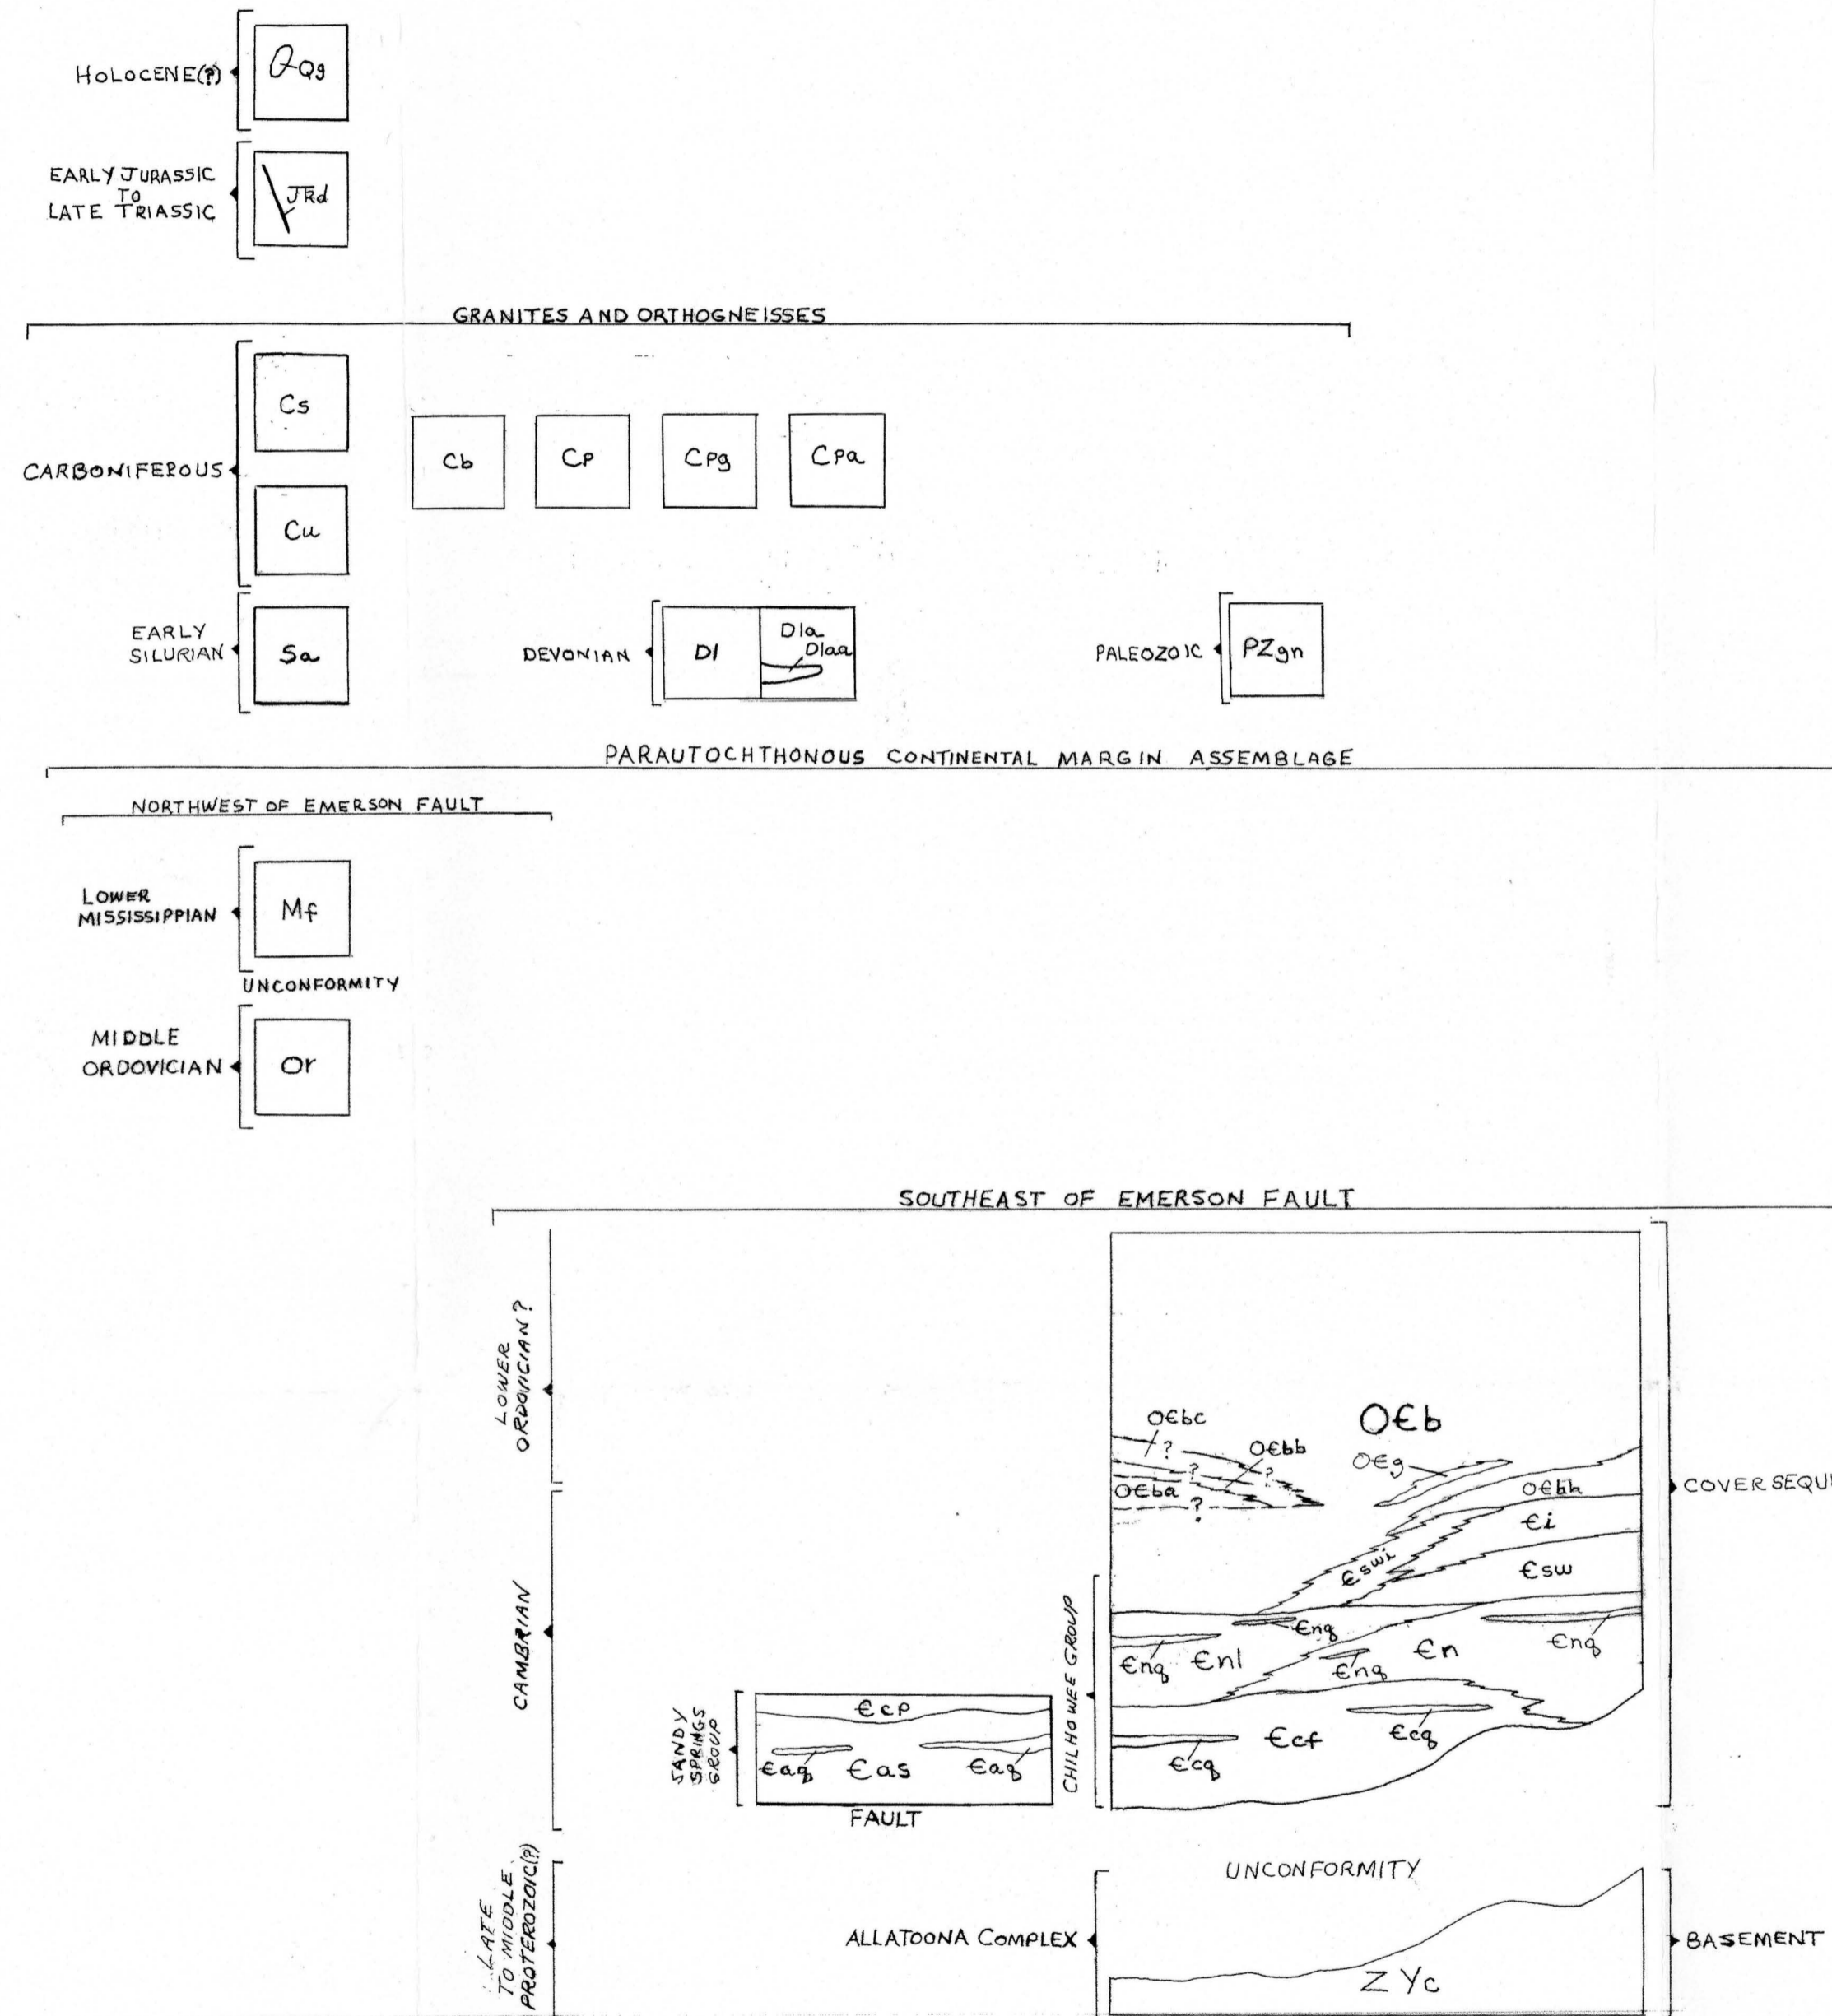 HOLOCENE(?)
Qg
EARLY JURASSIC
TO
LATE TRIASSIC
JTRd
GRANITES AND ORTHOGNEISSES
CARBONIFEROUS
Cs
Cb
Cp
Cpg
Cpa
Cu
EARLY
SILURIAN
Sa
DEVONIAN
Dl
Dla
Dlaa
PALEOZOIC
PZgn
PARAUTOCHTHONOUS CONTINENTAL MARGIN ASSEMBLAGE
NORTHWEST OF EMERSON FAULT
LOWER
MISSISSIPPIAN
Mf
UNCONFORMITY
MIDDLE
ORDOVICIAN
Or
SOUTHEAST OF EMERSON FAULT
LOWER
ORDOVICIAN?
O€bc
?
O€bb
?
?
O€ba
?
O€b
O€g
O€bh
€i
€swi
€sw
COVER SEQU
CAMBRIAN
CHILHOWEE GROUP
€nq
€nq
€nl
€nq
€n
€nq
SANDY
SPRINGS
GROUP
€cp
€aq
€as
€aq
FAULT
€cq
€cf
€cq
LATE
TO MIDDLE
PROTEROZOIC(?)
UNCONFORMITY
ALLATOONA COMPLEX
ZYc
BASEMENT